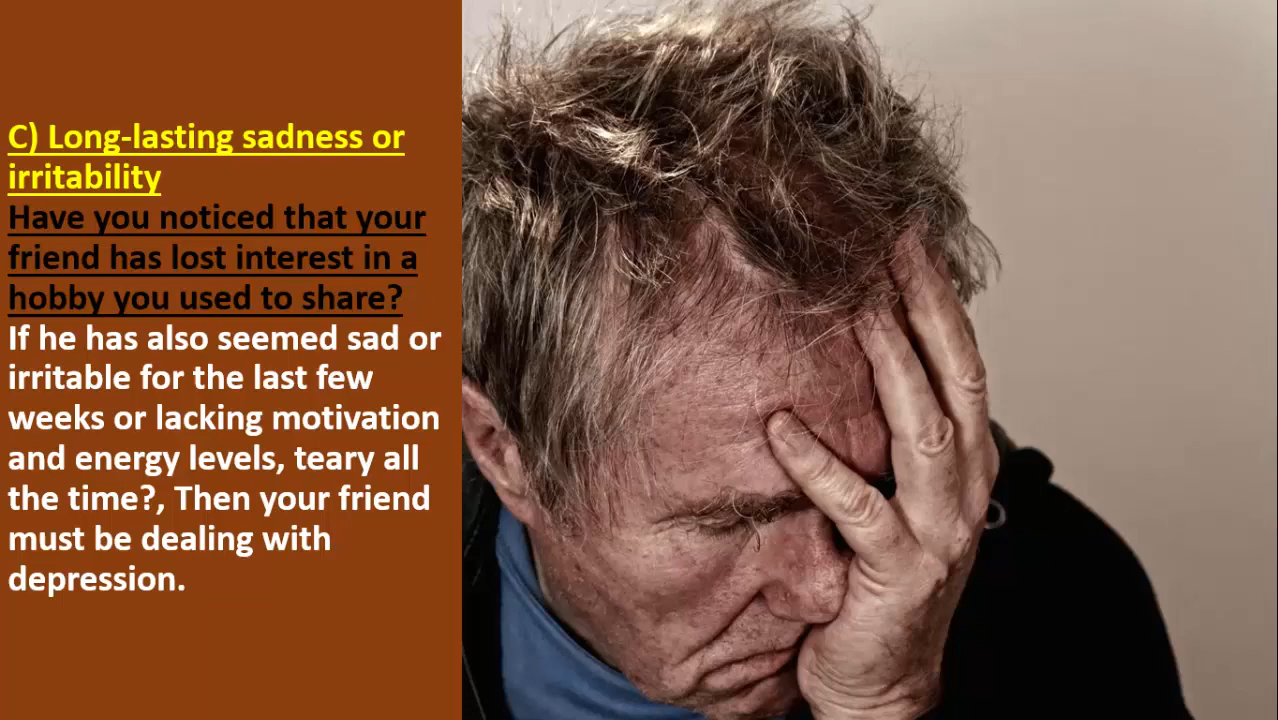 C) Long-lasting sadness or
irritability
Have you noticed that your
friend has lost interest in a
hobby you used to share?
If he has also seemed sad or
irritable for the last few
weeks or lacking motivation
and energy levels, teary all
the time?, Then your friend
must be dealing with
depression.